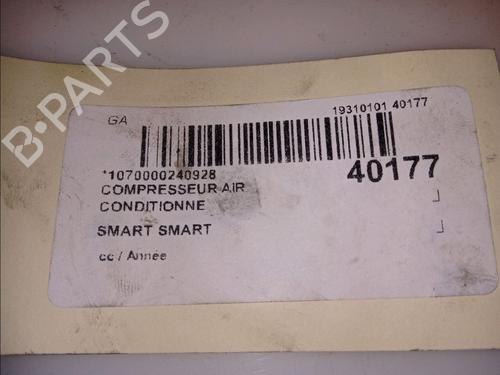 B-PARTS
GA
19310101 40177
*1070000240928
40177
COMPRESSEUR AIR
CONDITIONNE
SMART SMART
cc / Année